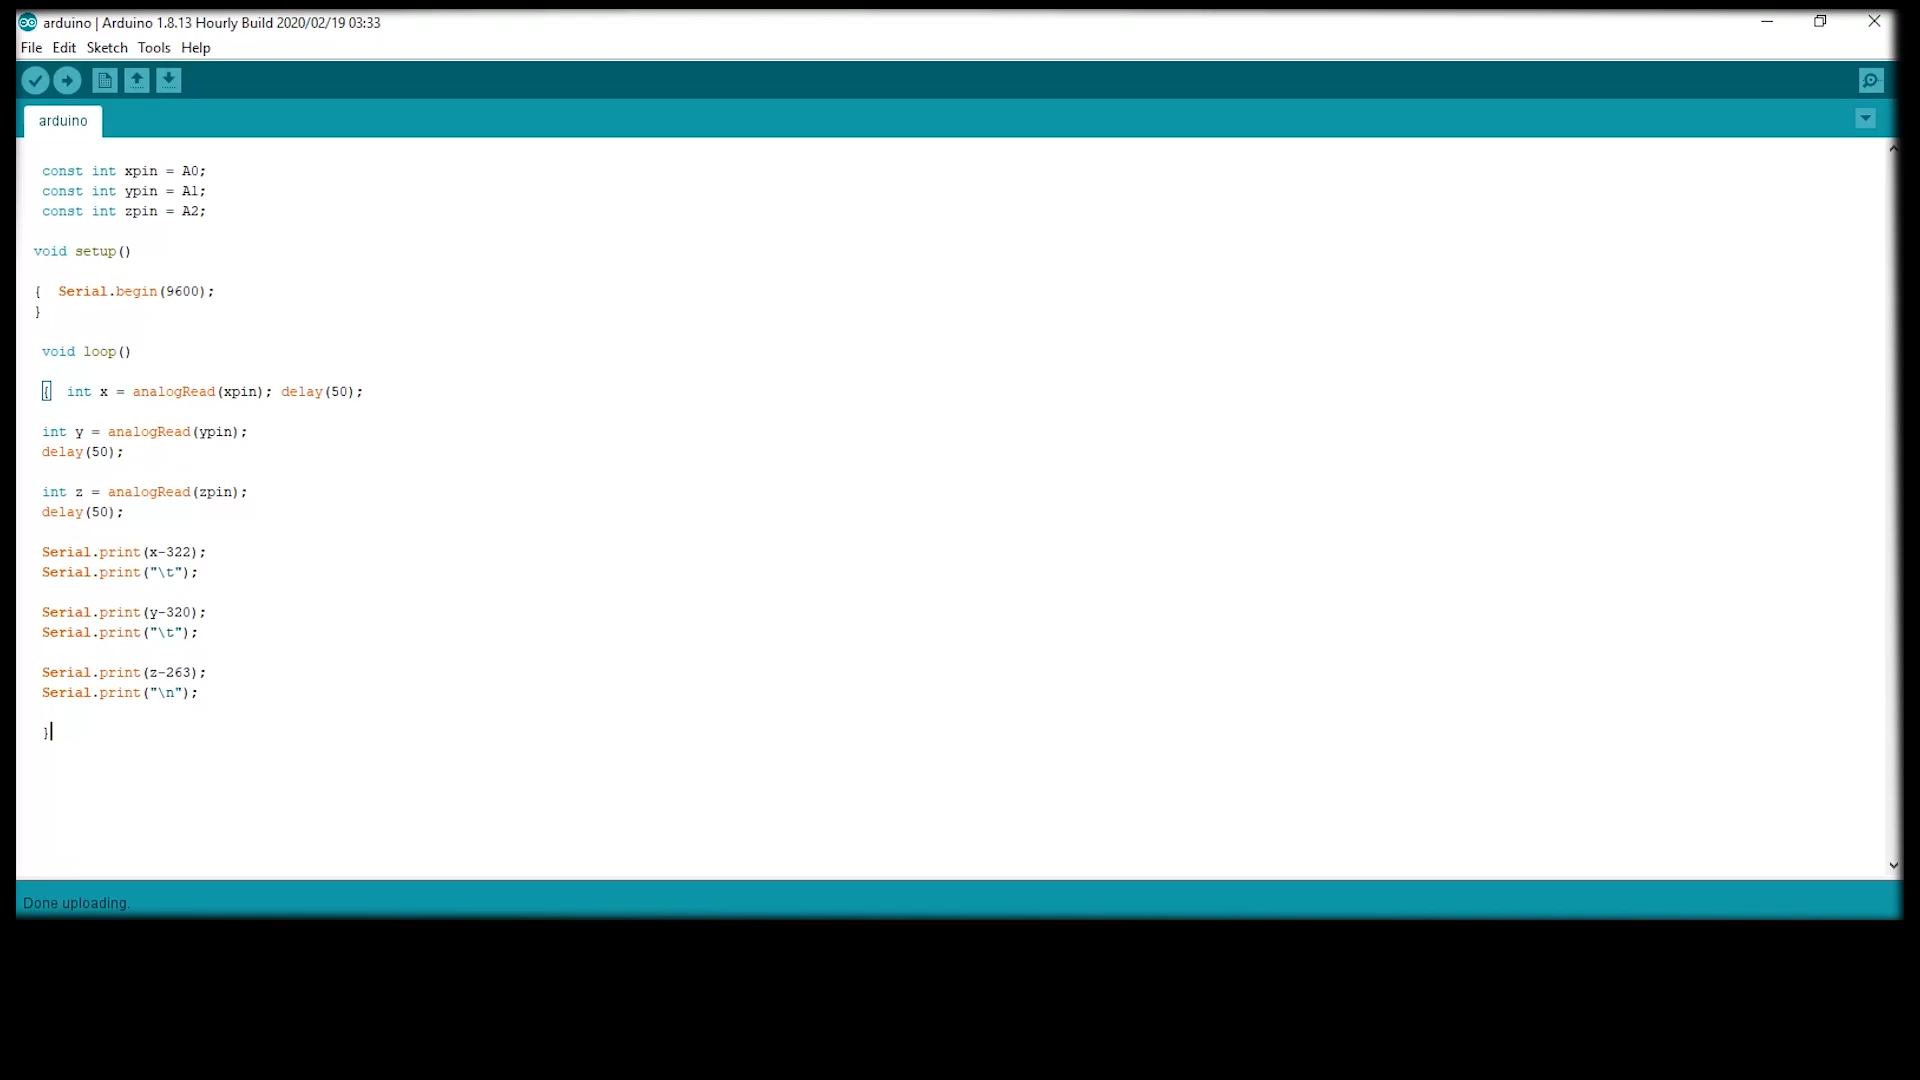 arduino | Arduino 1.8.13 Hourly Build 2020/02/19 03:33
File Edit Sketch Tools Help
arduino
const int xpin = A0;
const int ypin = A1;
const int zpin = A2;
void setup()
{  Serial.begin(9600);
}
void loop()
{  int x = analogRead(xpin); delay(50);
int y = analogRead(ypin);
delay(50);
int z = analogRead(zpin);
delay(50);
Serial.print(x-322);
Serial.print("\t");
Serial.print(y-320);
Serial.print("\t");
Serial.print(z-263);
Serial.print("\n");
}
Done uploading.